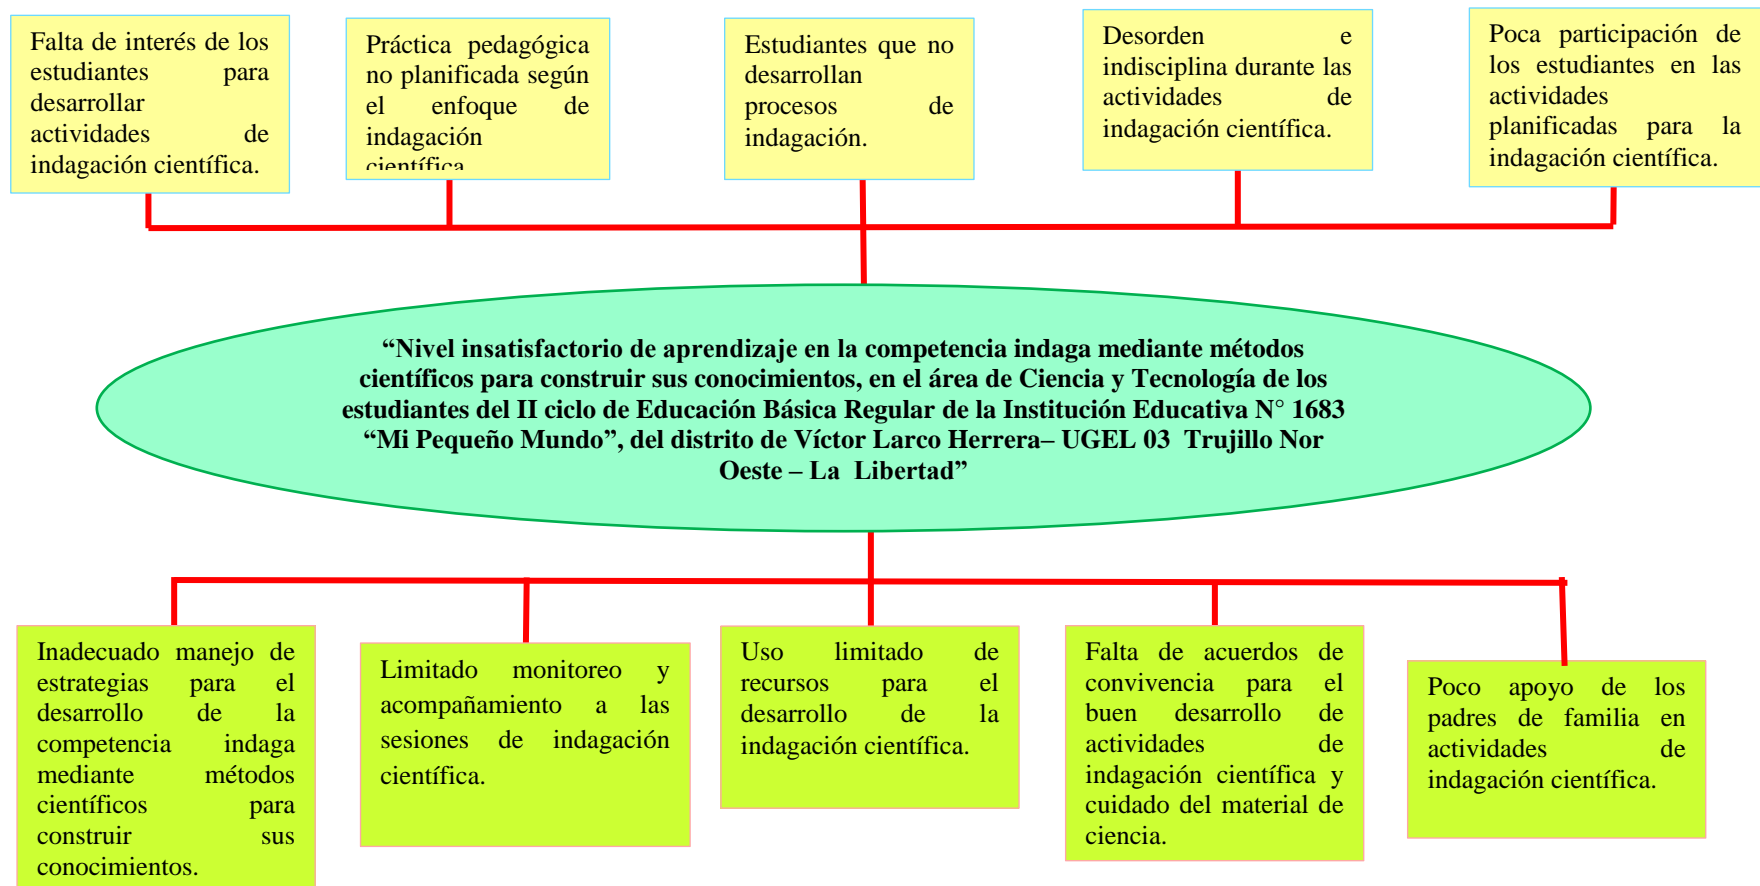 Falta de interés de los
estudiantes para
desarrollar
actividades de
indagación científica.
Práctica pedagógica
no planificada según
el enfoque de
indagación
científica
Estudiantes que no
desarrollan
procesos de
indagación.
Desorden e
indisciplina durante las
actividades de
indagación científica.
Poca participación de
los estudiantes en las
actividades
planificadas para la
indagación científica.
“Nivel insatisfactorio de aprendizaje en la competencia indaga mediante métodos
científicos para construir sus conocimientos, en el área de Ciencia y Tecnología de los
estudiantes del II ciclo de Educación Básica Regular de la Institución Educativa N° 1683
“Mi Pequeño Mundo”, del distrito de Víctor Larco Herrera– UGEL 03 Trujillo Nor
Oeste – La Libertad”
Inadecuado manejo de
estrategias para el
desarrollo de la
competencia indaga
mediante métodos
científicos para
construir sus
conocimientos.
Limitado monitoreo y
acompañamiento a las
sesiones de indagación
científica.
Uso limitado de
recursos para el
desarrollo de la
indagación científica.
Falta de acuerdos de
convivencia para el
buen desarrollo de
actividades de
indagación científica y
cuidado del material de
ciencia.
Poco apoyo de los
padres de familia en
actividades de
indagación científica.